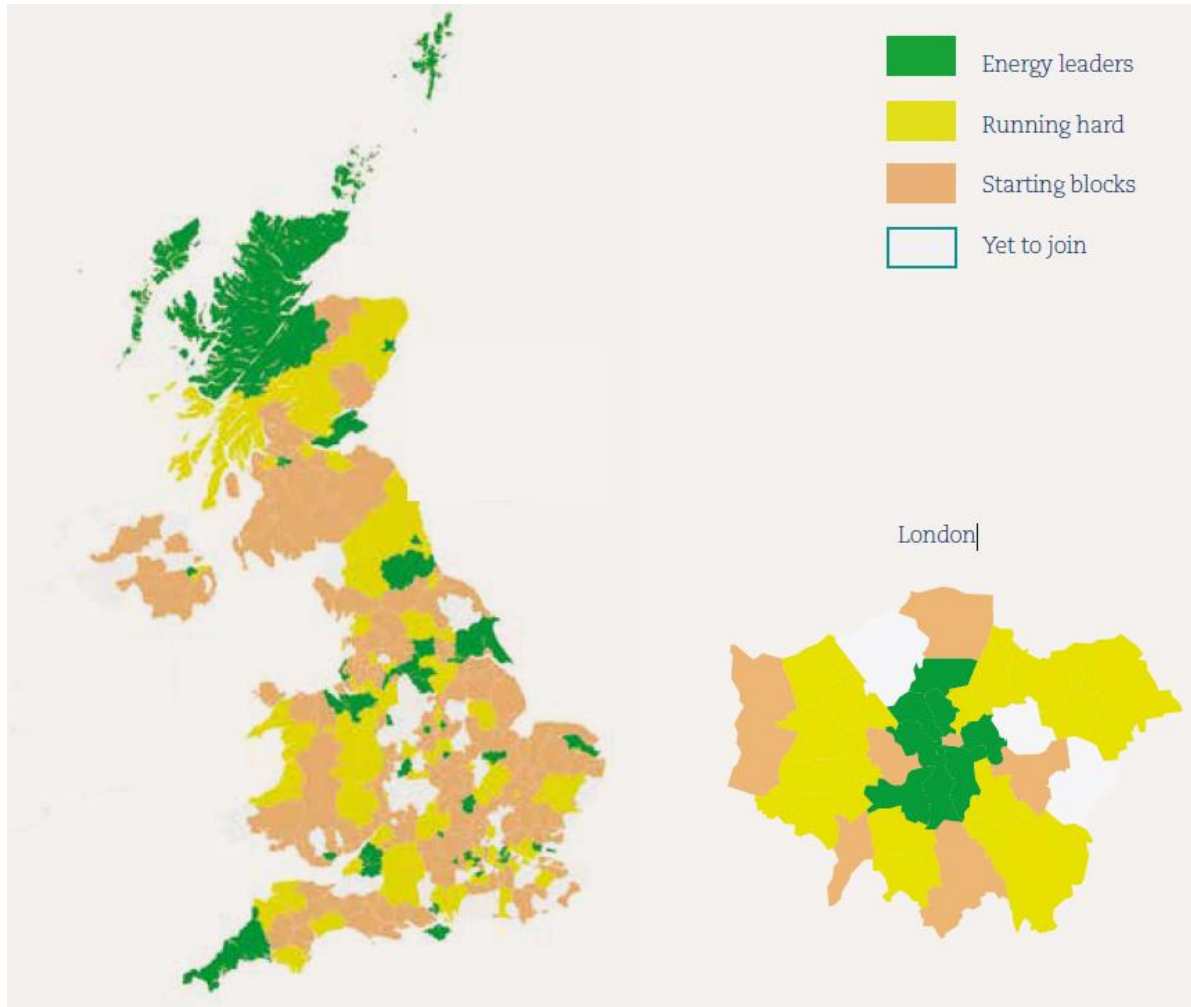 Energy leaders
Running hard
Starting blocks
Yet to join
London